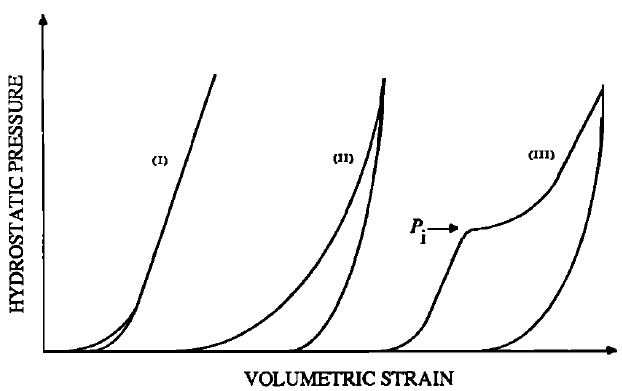 HYDROSTATIC PRESSURE
(I)
(II)
(III)
Pi
VOLUMETRIC STRAIN